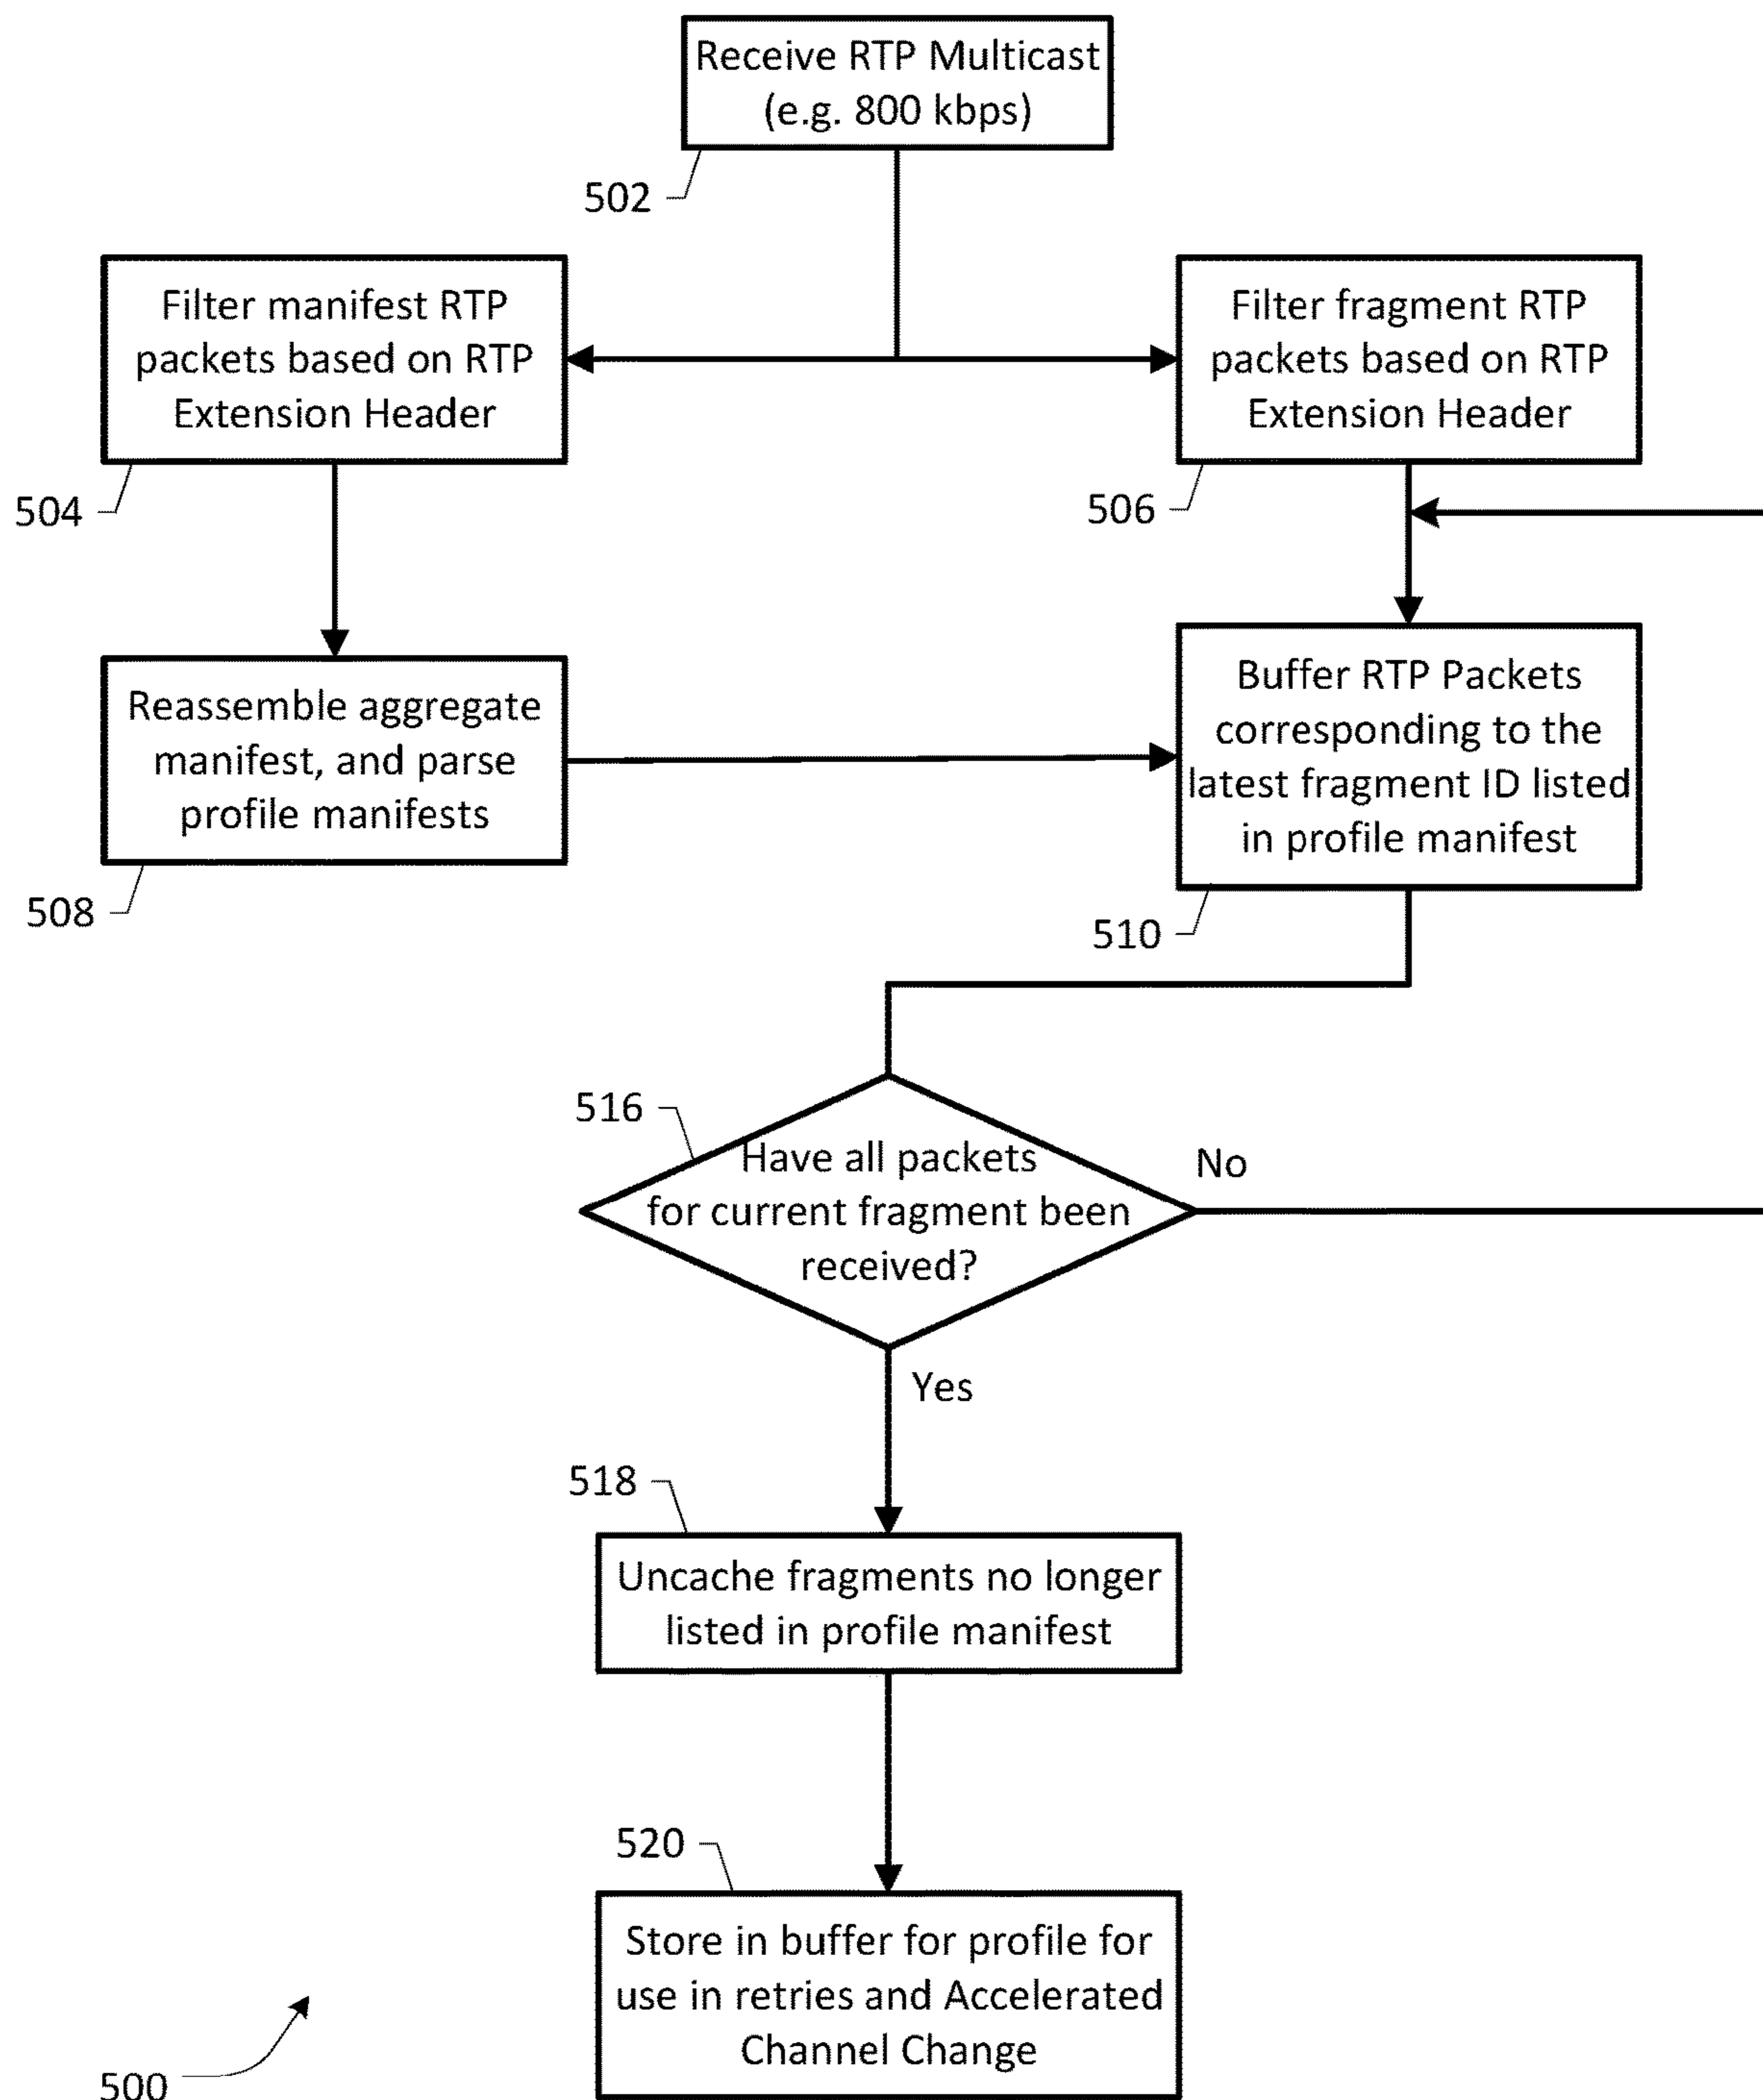 Receive RTP Multicast
(e.g. 800 kbps)
502
Filter manifest RTP
packets based on RTP
Extension Header
504
Filter fragment RTP
packets based on RTP
Extension Header
506
Reassemble aggregate
manifest, and parse
profile manifests
508
Buffer RTP Packets
corresponding to the
latest fragment ID listed
in profile manifest
510
516
Have all packets
for current fragment been
received?
No
Yes
518
Uncache fragments no longer
listed in profile manifest
520
Store in buffer for profile for
use in retries and Accelerated
Channel Change
500